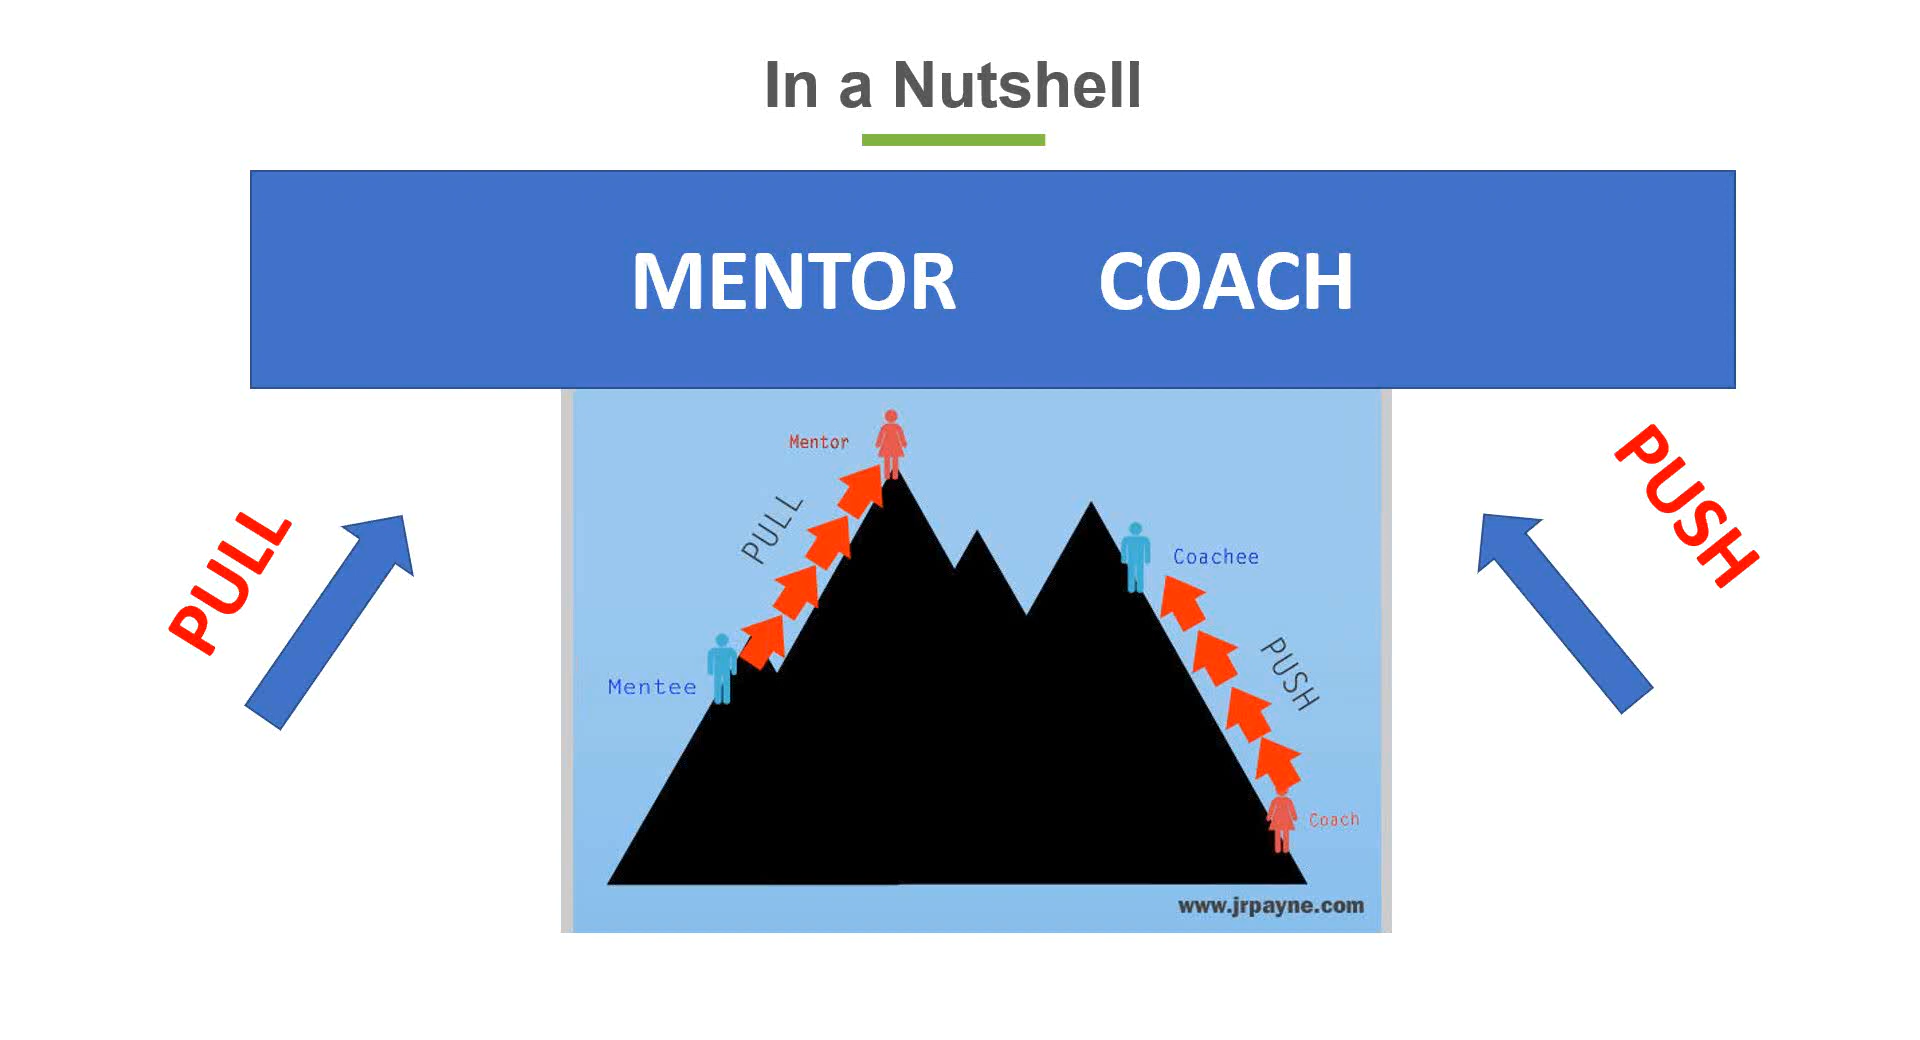 In a Nutshell
MENTOR COACH
PULL
PUSH
Mentor
PULL
Coachee
Mentee
PUSH
Coach
www.jrpayne.com